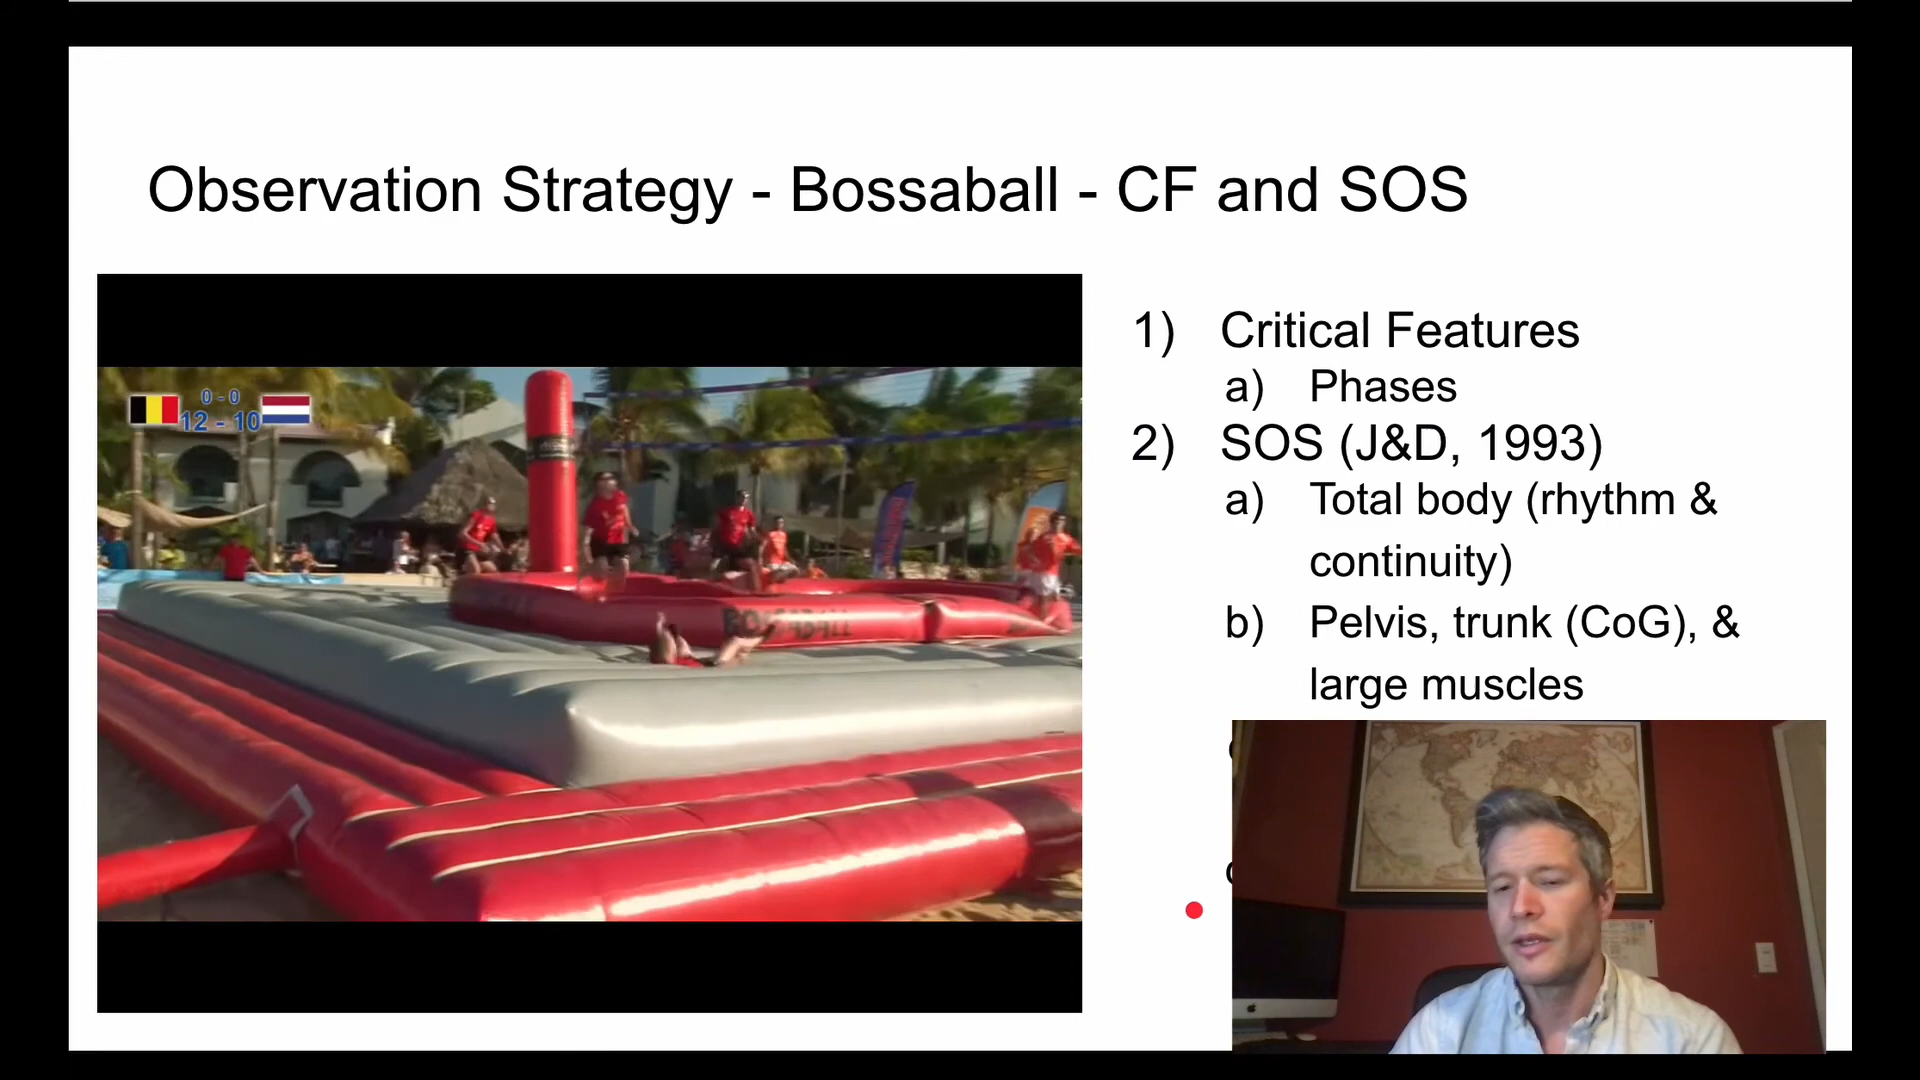 Observation Strategy - Bossaball - CF and SOS
0 - 0
12 - 10
1) Critical Features
a) Phases
2) SOS (J&D, 1993)
a) Total body (rhythm &
continuity)
b) Pelvis, trunk (CoG), &
large muscles